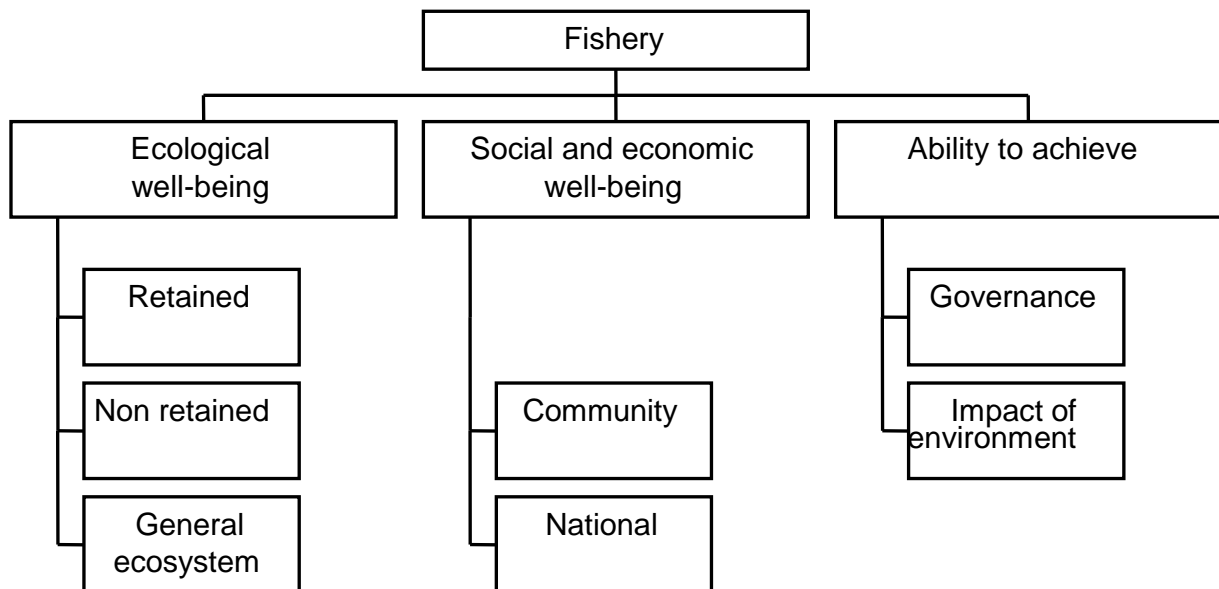 Fishery
Ecological
well-being
Social and economic
well-being
Ability to achieve
Retained
Non retained
General
ecosystem
Community
National
Governance
Impact of
environment